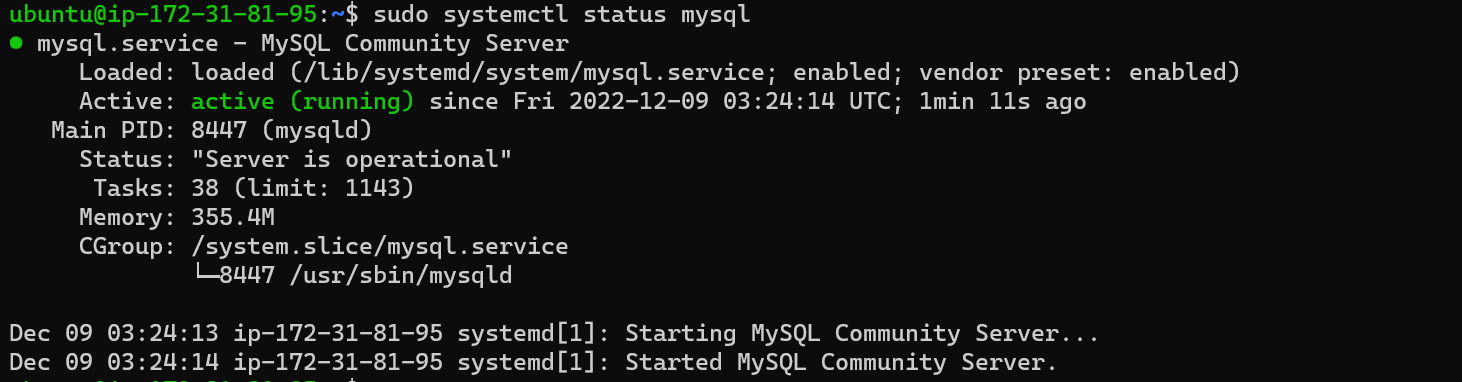 ubuntu@ip-172-31-81-95:~$ sudo systemctl status mysql
● mysql.service - MySQL Community Server
Loaded: loaded (/lib/systemd/system/mysql.service; enabled; vendor preset: enabled)
Active: active (running) since Fri 2022-12-09 03:24:14 UTC; 1min 11s ago
Main PID: 8447 (mysqld)
Status: "Server is operational"
Tasks: 38 (limit: 1143)
Memory: 355.4M
CGroup: /system.slice/mysql.service
└─8447 /usr/sbin/mysqld
Dec 09 03:24:13 ip-172-31-81-95 systemd[1]: Starting MySQL Community Server...
Dec 09 03:24:14 ip-172-31-81-95 systemd[1]: Started MySQL Community Server.